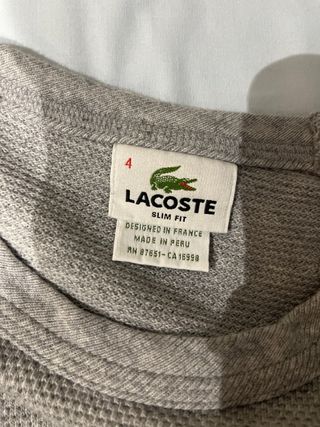 4
LACOSTE
SLIM FIT
DESIGNED IN FRANCE
MADE IN PERU
RN 87651-CA 16998